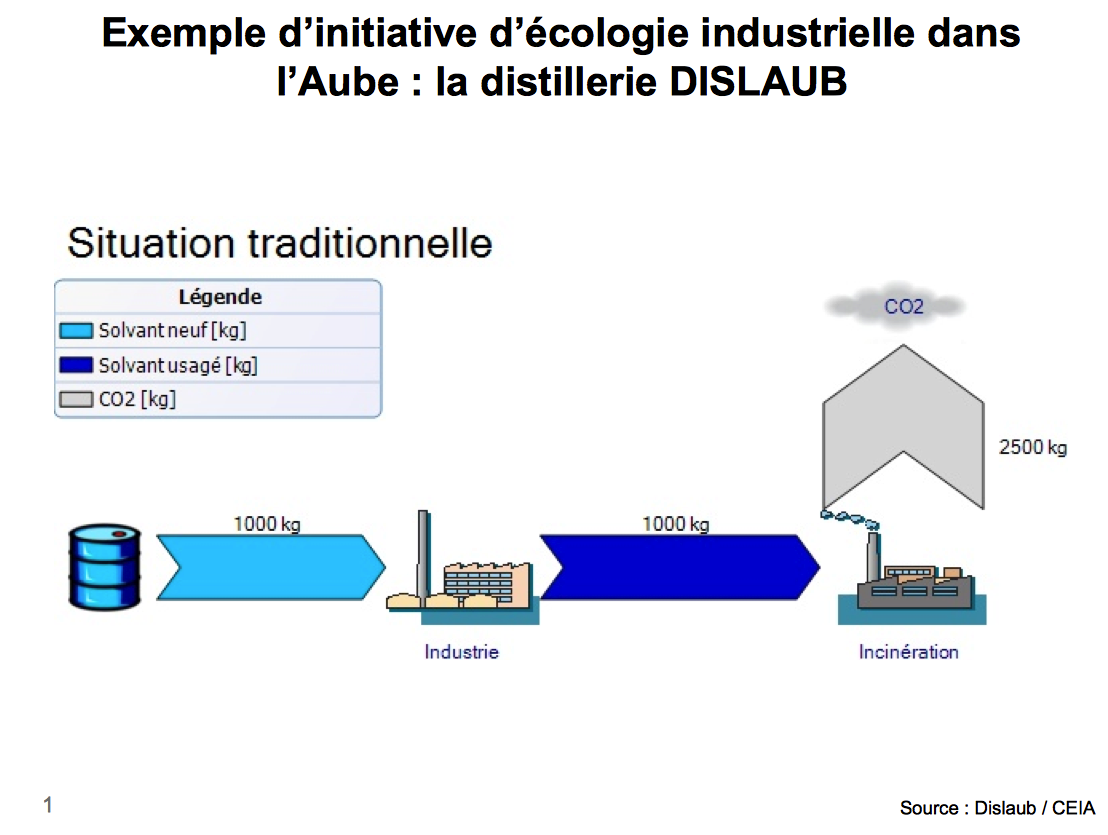 Exemple d’initiative d’écologie industrielle dans
l’Aube : la distillerie DISLAUB
Situation traditionnelle
Légende
Solvant neuf [kg]
Solvant usagé [kg]
CO2 [kg]
CO2
2500 kg
1000 kg
1000 kg
Industrie
Incinération
1
Source : Dislaub / CEIA